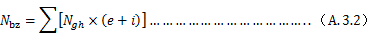 N_bz = ∑[N_gh × (e + i)] ………………………………….. (A.3.2)